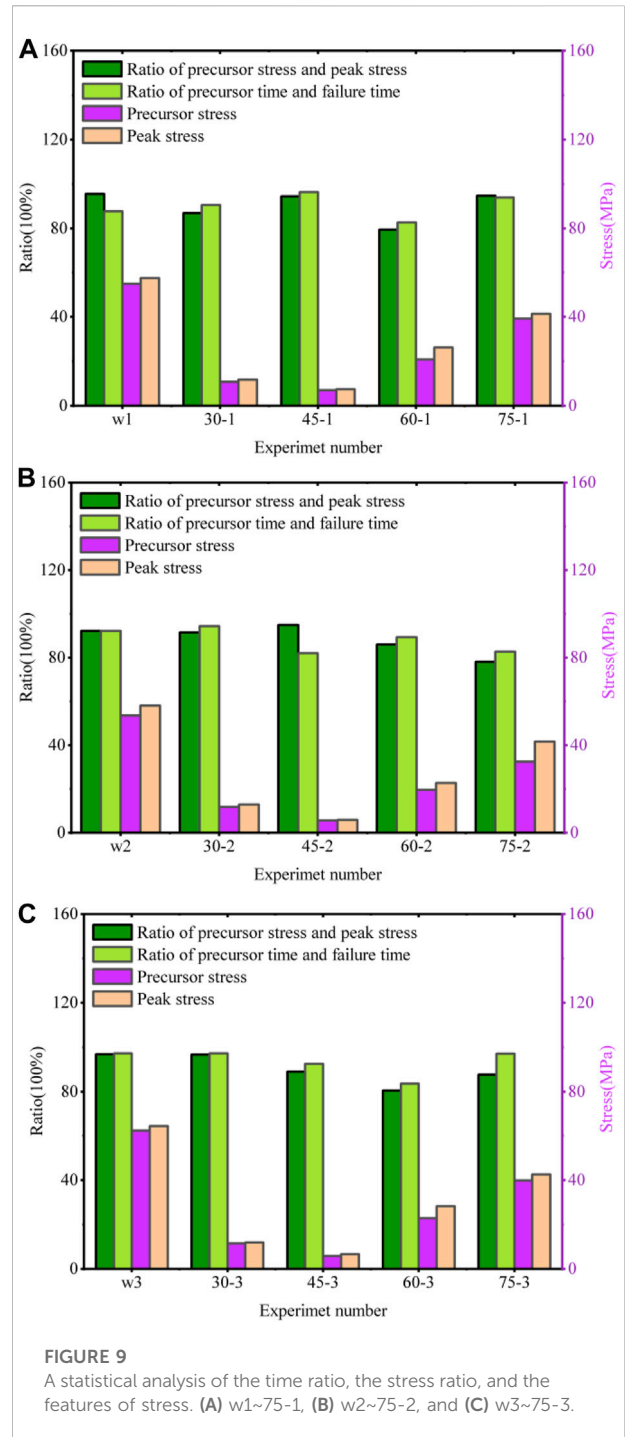 A
160
120
80
40
0
Ratio(100%)
Ratio of precursor stress and peak stress
Ratio of precursor time and failure time
Precursor stress
Peak stress
160
120
80
40
0
Stress(MPa)
w1 30-1 45-1 60-1 75-1
Experimet number
B
160
120
80
40
0
Ratio(100%)
Ratio of precursor stress and peak stress
Ratio of precursor time and failure time
Precursor stress
Peak stress
160
120
80
40
0
Stress(MPa)
w2 30-2 45-2 60-2 75-2
Experimet number
C
160
120
80
40
0
Ratio(100%)
Ratio of precursor stress and peak stress
Ratio of precursor time and failure time
Precursor stress
Peak stress
160
120
80
40
0
Stress(MPa)
w3 30-3 45-3 60-3 75-3
Experimet number
FIGURE 9
A statistical analysis of the time ratio, the stress ratio, and the
features of stress. (A) w1~75-1, (B) w2~75-2, and (C) w3~75-3.